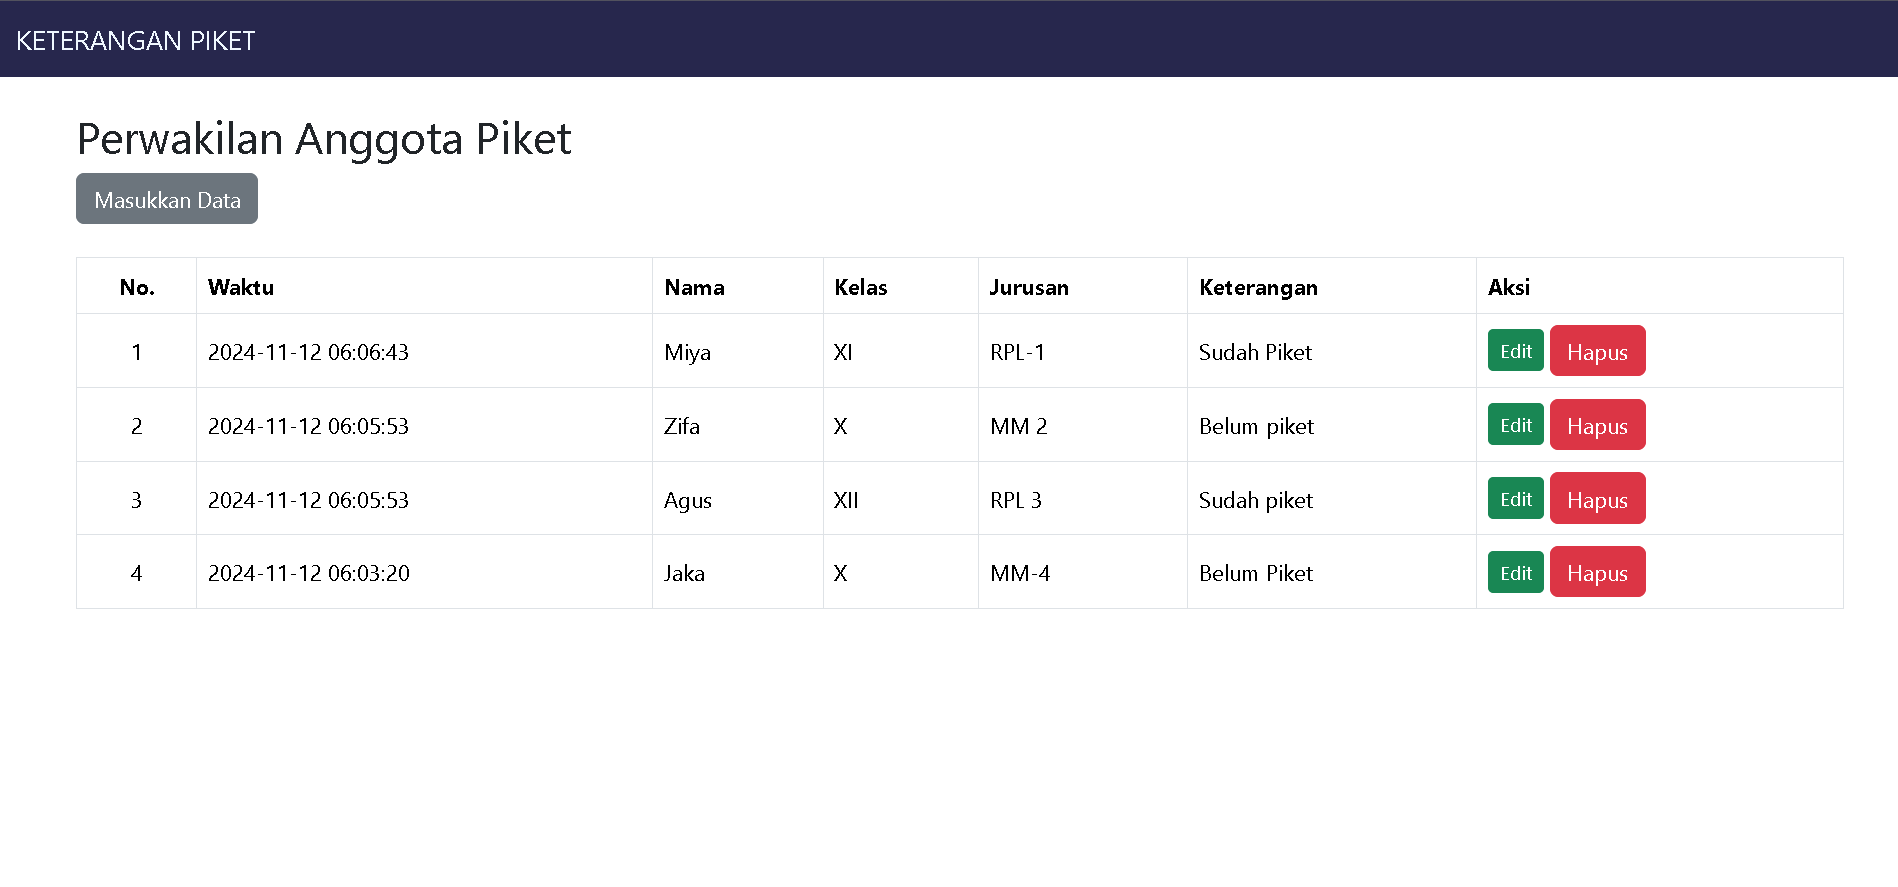 KETERANGAN PIKET
Perwakilan Anggota Piket
Masukkan Data
No. Waktu Nama Kelas Jurusan Keterangan Aksi
1 2024-11-12 06:06:43 Miya XI RPL-1 Sudah Piket Edit Hapus
2 2024-11-12 06:05:53 Zifa X MM 2 Belum piket Edit Hapus
3 2024-11-12 06:05:53 Agus XII RPL 3 Sudah piket Edit Hapus
4 2024-11-12 06:03:20 Jaka X MM-4 Belum Piket Edit Hapus